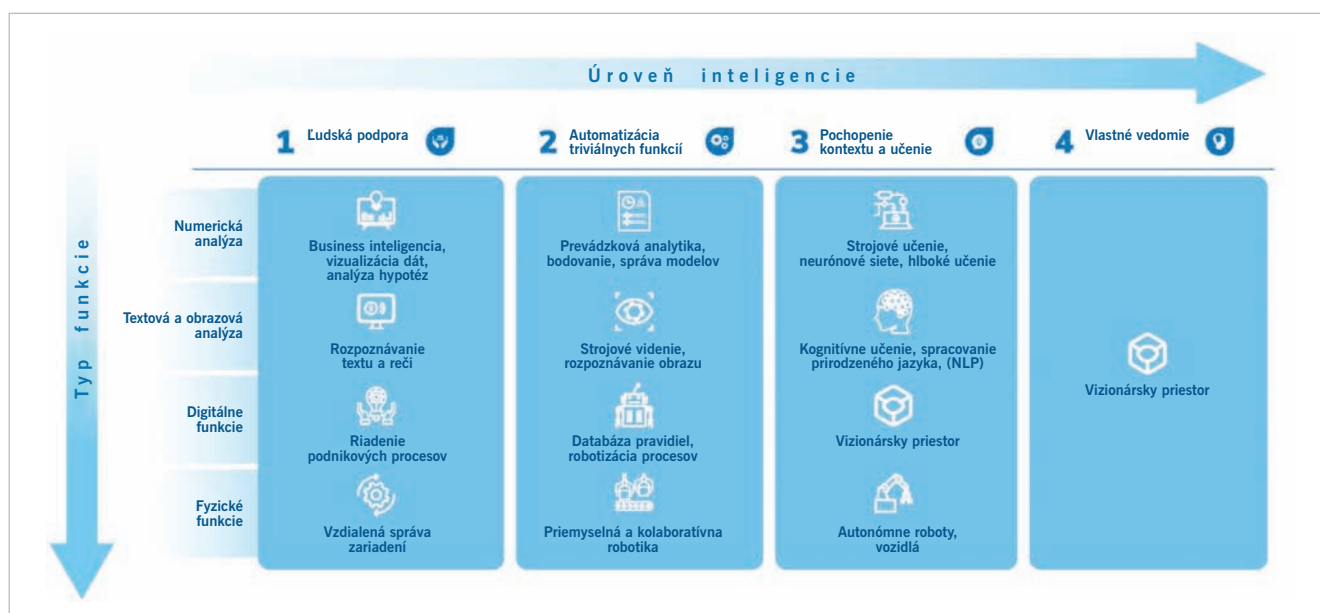 Úroveň inteligencie
1 Ľudská podpora
2 Automatizácia
triviálnych funkcií
3 Pochopenie
kontextu a učenie
4 Vlastné vedomie
Typ funkcie
Numerická
analýza
Business inteligencia,
vizualizácia dát,
analýza hypotéz
Prevádzková analytika,
bodovanie, správa modelov
Strojové učenie,
neurónové siete, hlboké učenie
Textová a obrazová
analýza
Rozpoznávanie
textu a reči
Strojové videnie,
rozpoznávanie obrazu
Kognitívne učenie, spracovanie
prirodzeného jazyka, (NLP)
Vizionársky priestor
Digitálne
funkcie
Riadenie
podnikových procesov
Databáza pravidiel,
robotizácia procesov
Vizionársky priestor
Fyzické
funkcie
Vzdialená správa
zariadení
Priemyselná a kolaboratívna
robotika
Autonómne roboty,
vozidlá